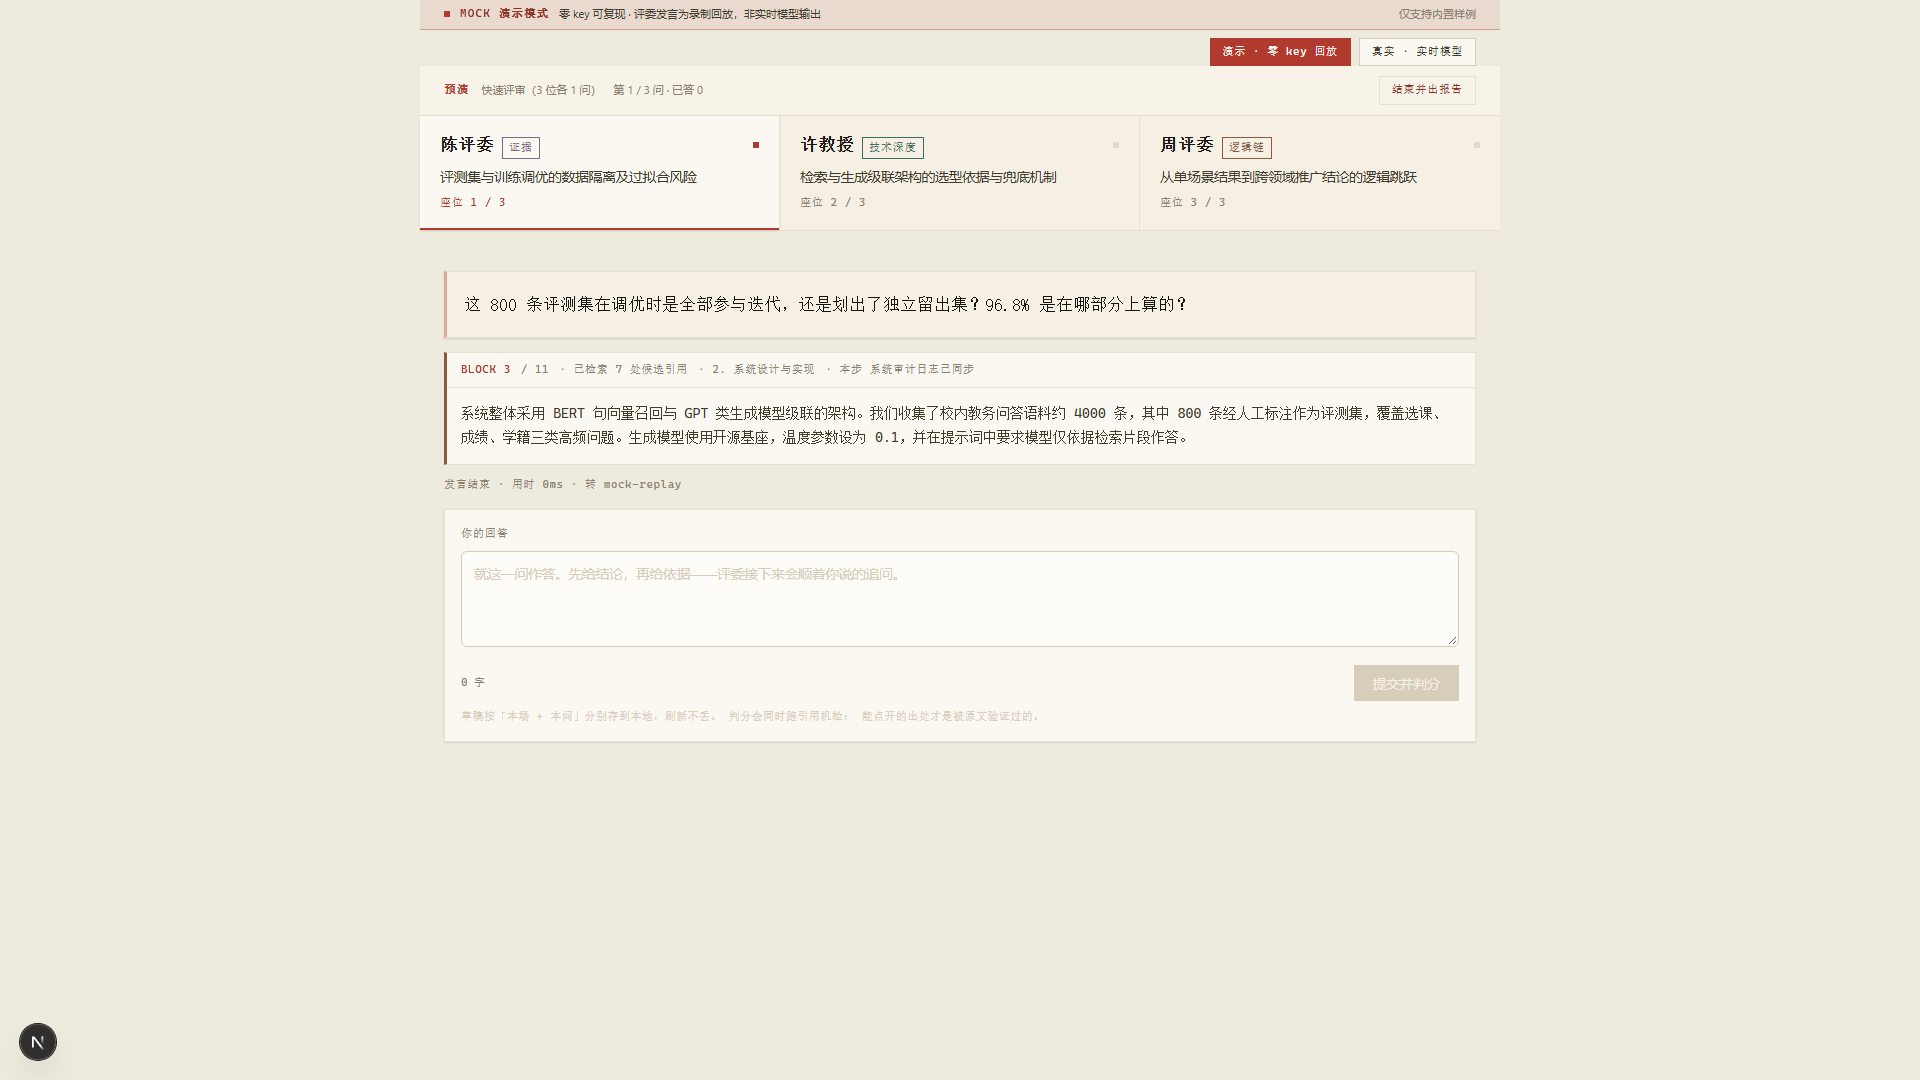 MOCK 演示模式 零 key 可复现 · 评委发言为录制回放，非实时模型输出 仅支持内置样例
演示 · 零 key 回放 真实 · 实时模型
预演 快速评审（3 位各 1 问） 第 1 / 3 问 · 已答 0 结束并出报告
陈评委 证据
评测集与训练调优的数据隔离及过拟合风险
座位 1 / 3
许教授 技术深度
检索与生成级联架构的选型依据与兜底机制
座位 2 / 3
周评委 逻辑链
从单场景结果到跨领域推广结论的逻辑跳跃
座位 3 / 3
这 800 条评测集在调优时是全部参与迭代，还是划出了独立留出集？96.8% 是在哪部分上算的？
BLOCK 3 / 11 · 已检索 7 处候选引用 · 2. 系统设计与实现 · 本步 系统审计日志已同步
系统整体采用 BERT 句向量召回与 GPT 类生成模型级联的架构。我们收集了校内教务问答语料约 4000 条，其中 800 条经人工标注作为评测集，覆盖选课、
成绩、学籍三类高频问题。生成模型使用开源基座，温度参数设为 0.1，并在提示词中要求模型仅依据检索片段作答。
发言结束 · 用时 0ms · 转 mock-replay
你的回答
就这一问作答。先给结论，再给依据——评委接下来会顺着你说的追问。
0 字 提交并判分
草稿按「本场 + 本问」分别存到本地，刷新不丢。 判分会同时跑引用机检： 能点开的出处才是被原文验证过的。
N